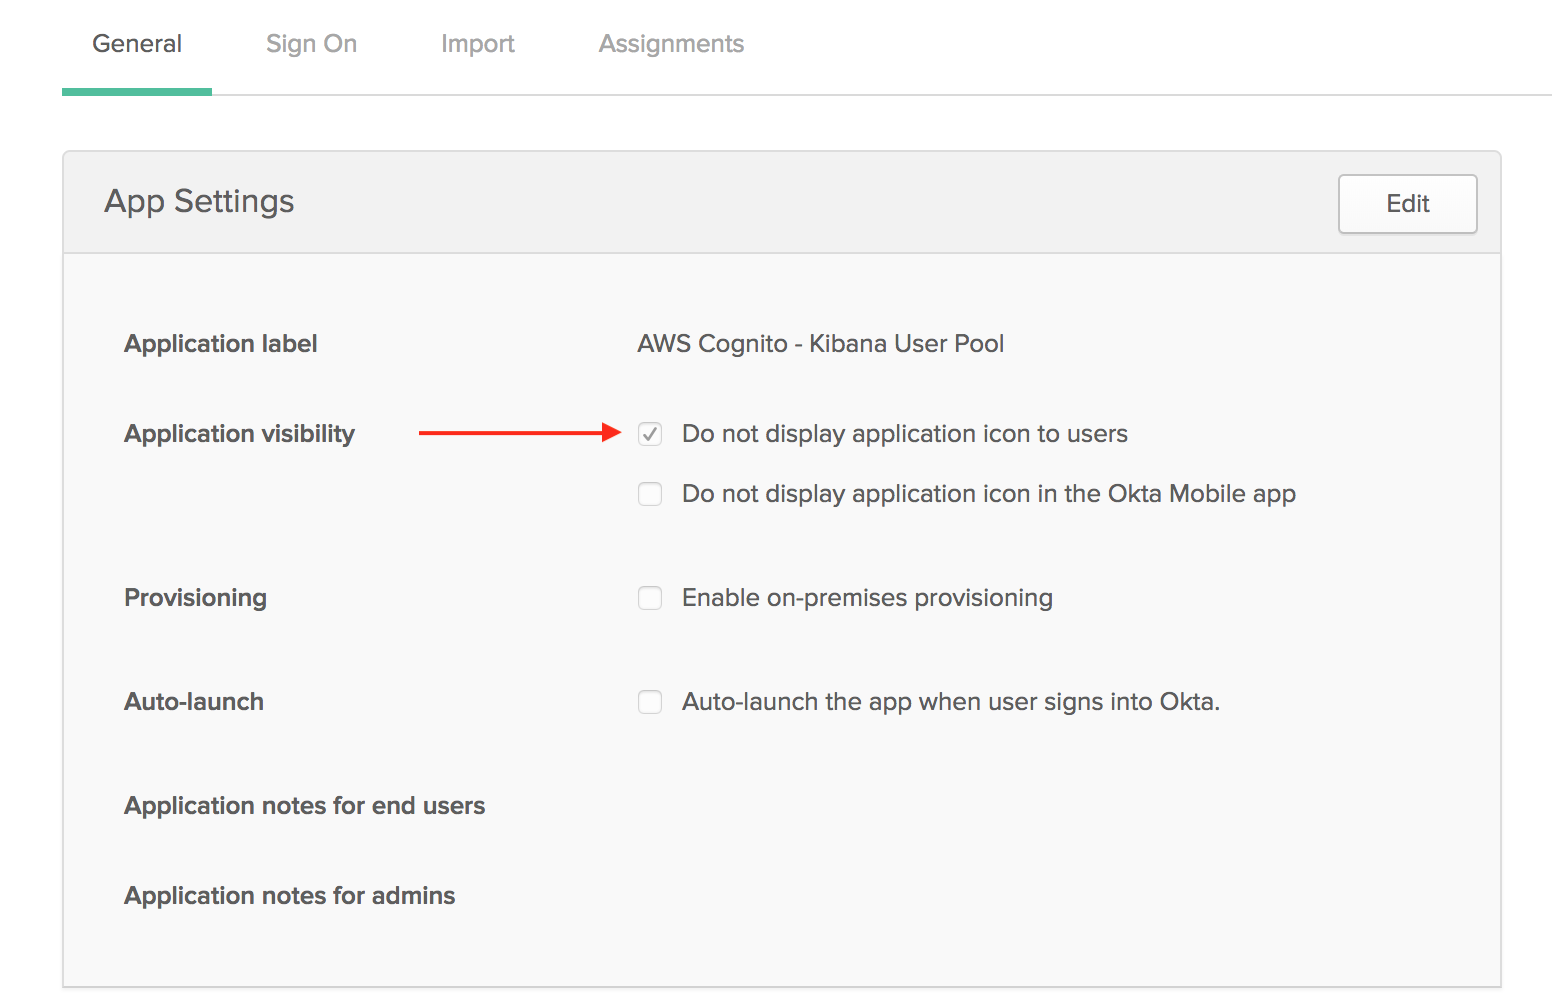 General Sign On Import Assignments
App Settings Edit
Application label AWS Cognito - Kibana User Pool
Application visibility Do not display application icon to users
Do not display application icon in the Okta Mobile app
Provisioning Enable on-premises provisioning
Auto-launch Auto-launch the app when user signs into Okta.
Application notes for end users
Application notes for admins